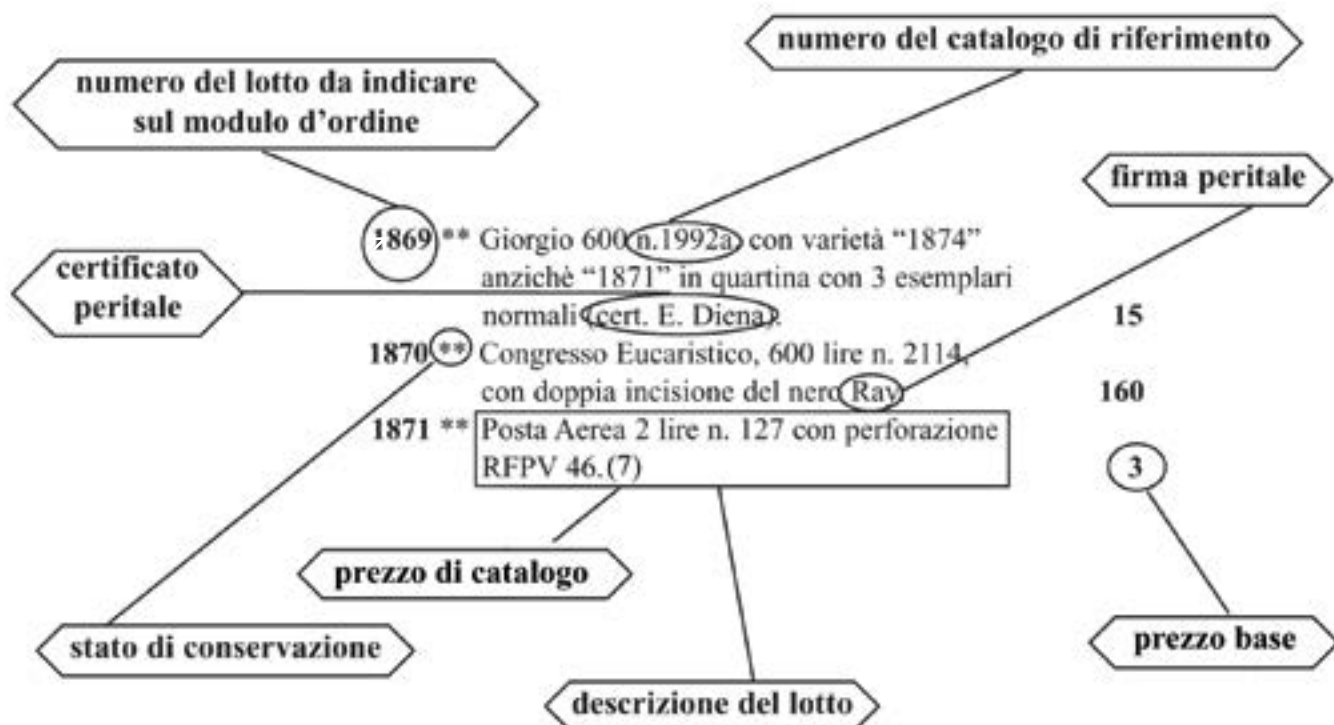 numero del catalogo di riferimento
numero del lotto da indicare
sul modulo d'ordine
firma peritale
1869 ** Giorgio 600 n.1992a, con varietà “1874”
anzichè “1871” in quartina con 3 esemplari
normali (cert. E. Diena). 15
certificato
peritale
1870 ** Congresso Eucaristico, 600 lire n. 2114,
con doppia incisione del nero Ray 160
1871 ** Posta Aerea 2 lire n. 127 con perforazione
RFPV 46.(7) 3
prezzo di catalogo
stato di conservazione
prezzo base
descrizione del lotto